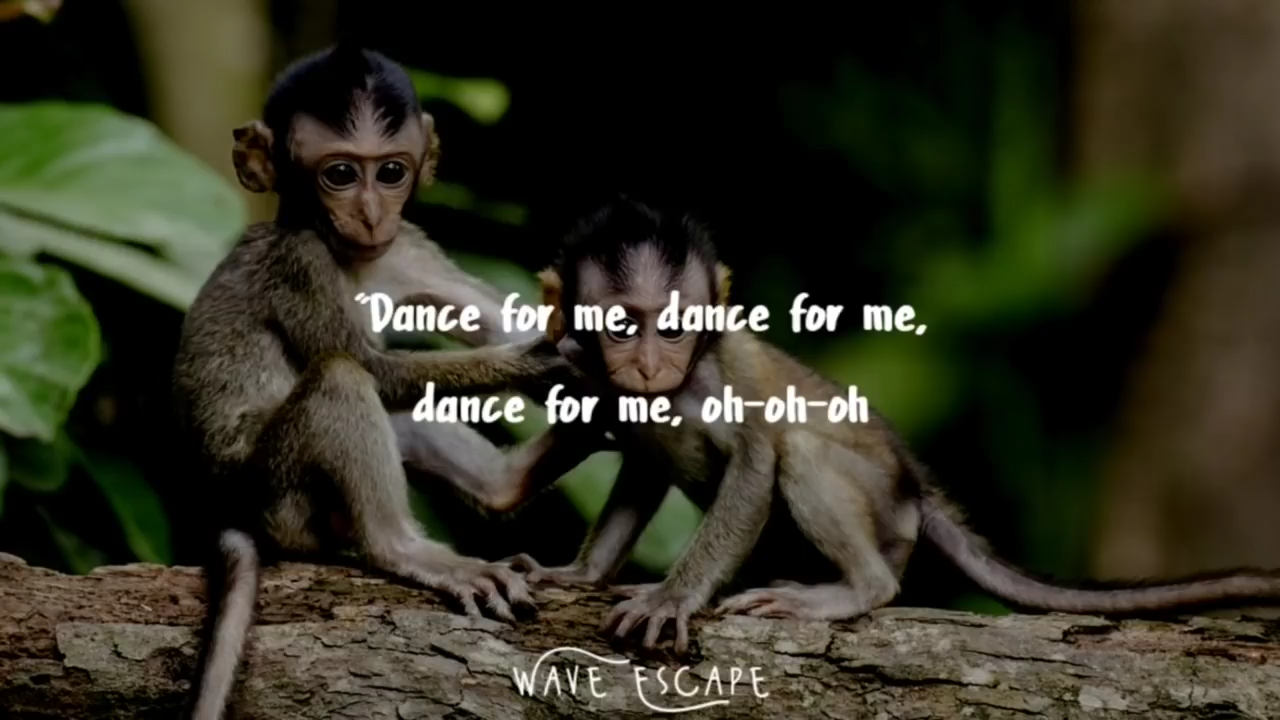 “Dance for me, dance for me,
dance for me, oh-oh-oh
WAVE ESCAPE